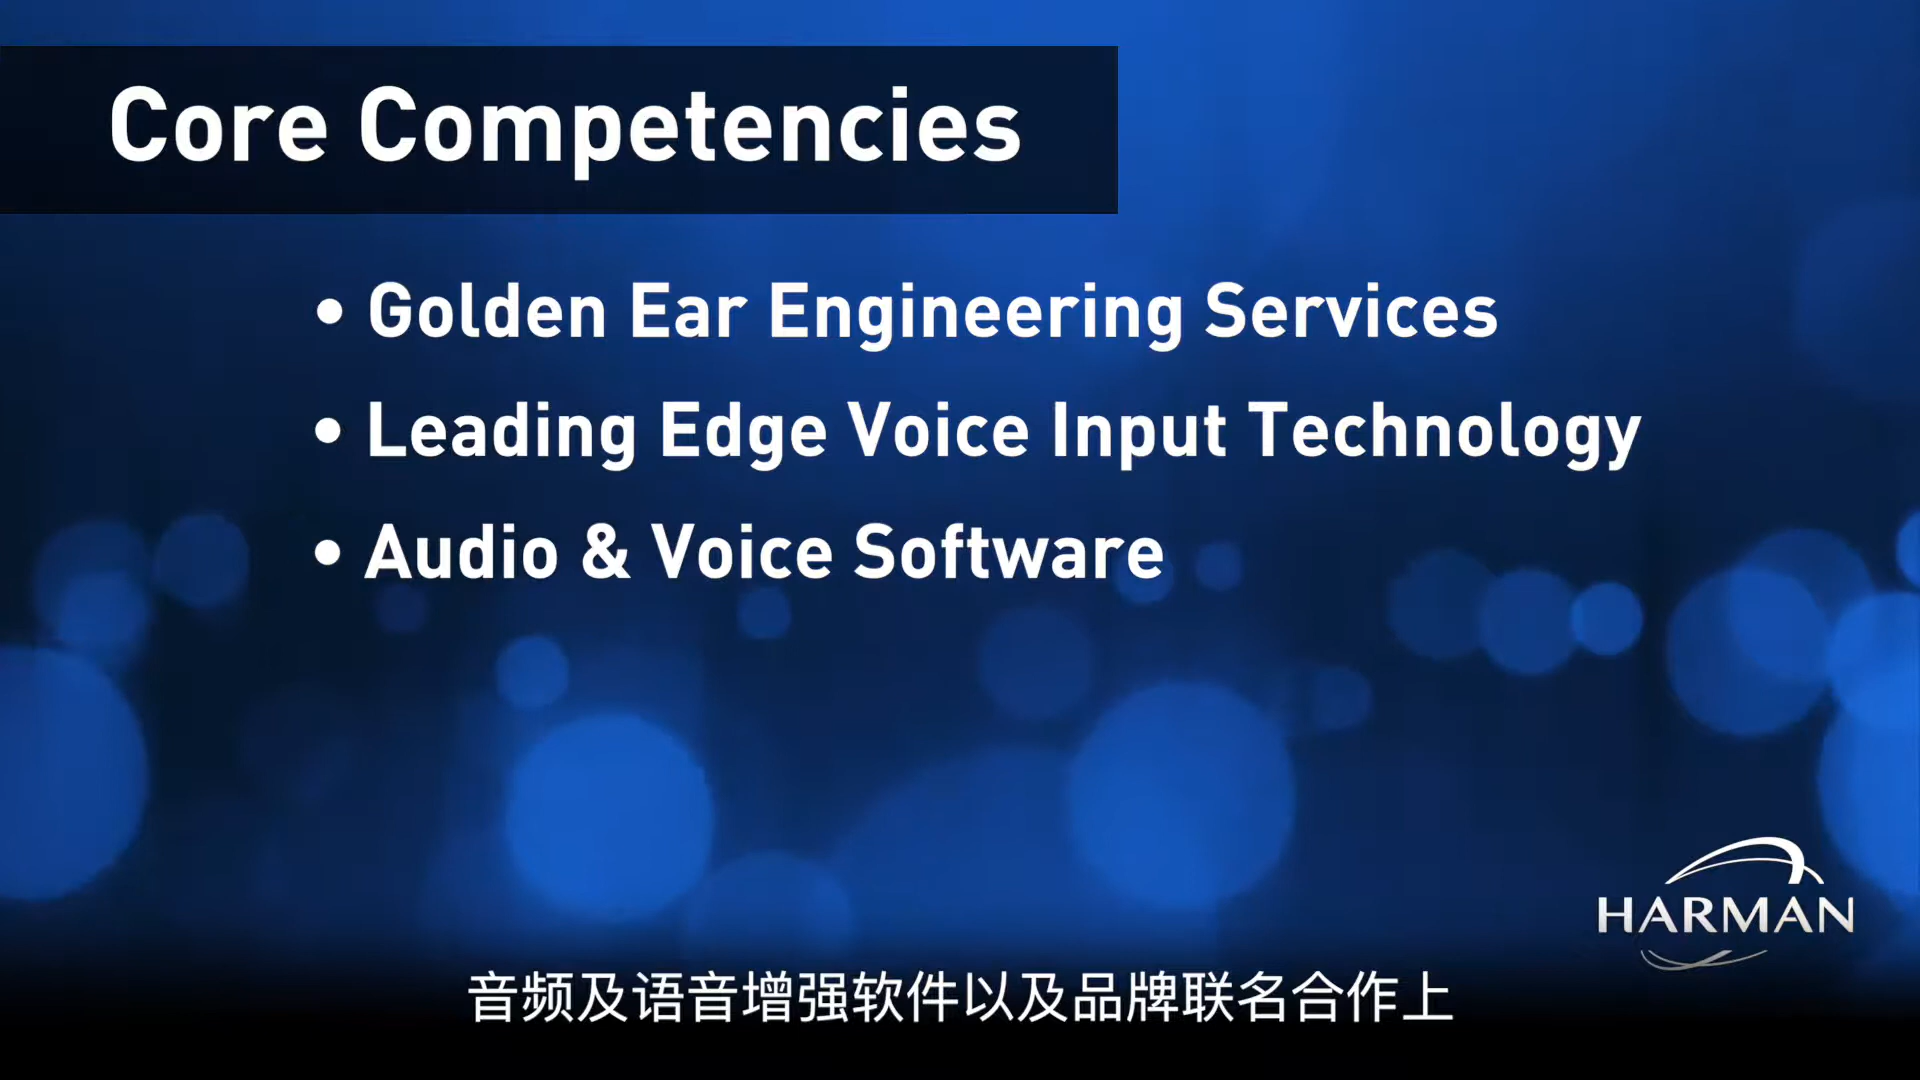 Core Competencies
• Golden Ear Engineering Services
• Leading Edge Voice Input Technology
• Audio & Voice Software
HARMAN
音频及语音增强软件以及品牌联名合作上